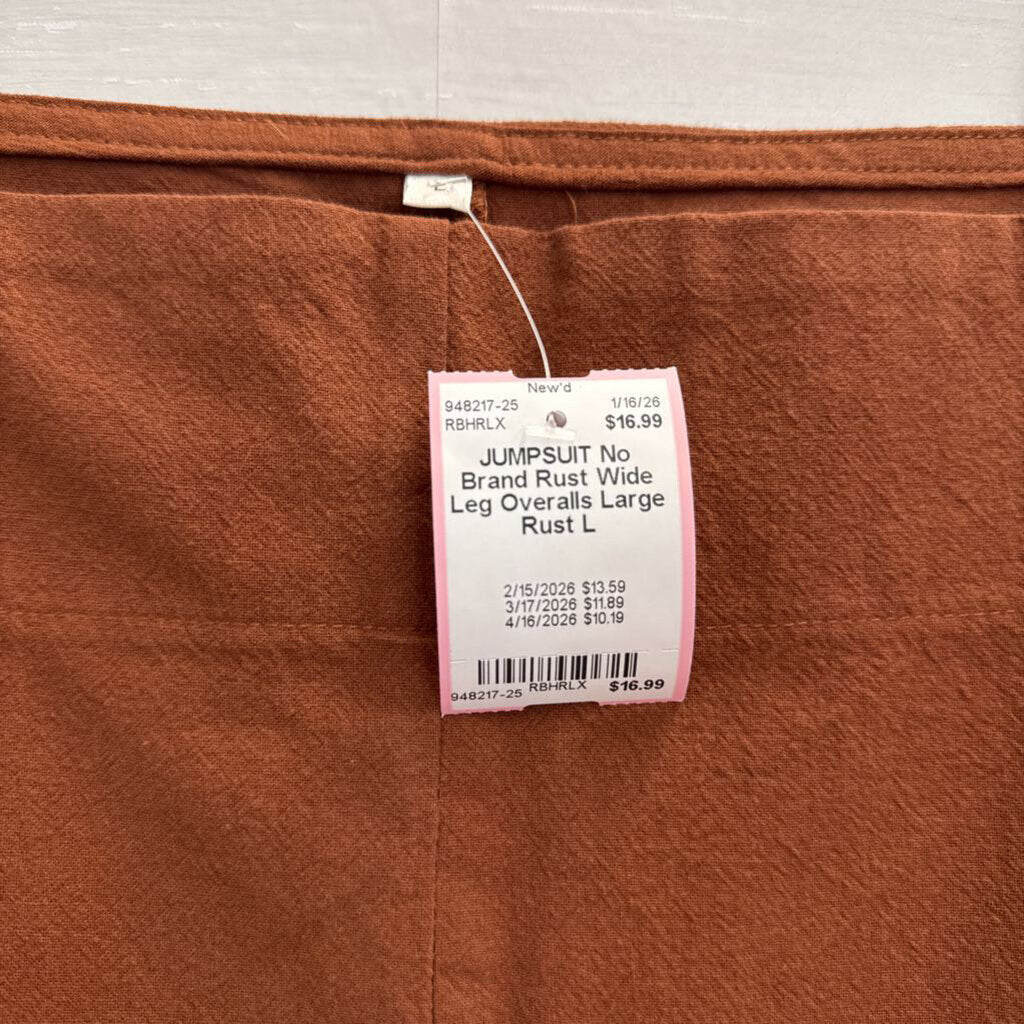 New'd
948217-25 1/16/26
RBHRLX $16.99
JUMPSUIT No
Brand Rust Wide
Leg Overalls Large
Rust L
2/15/2026 $13.59
3/17/2026 $11.89
4/16/2026 $10.19
948217-25 RBHRLX $16.99